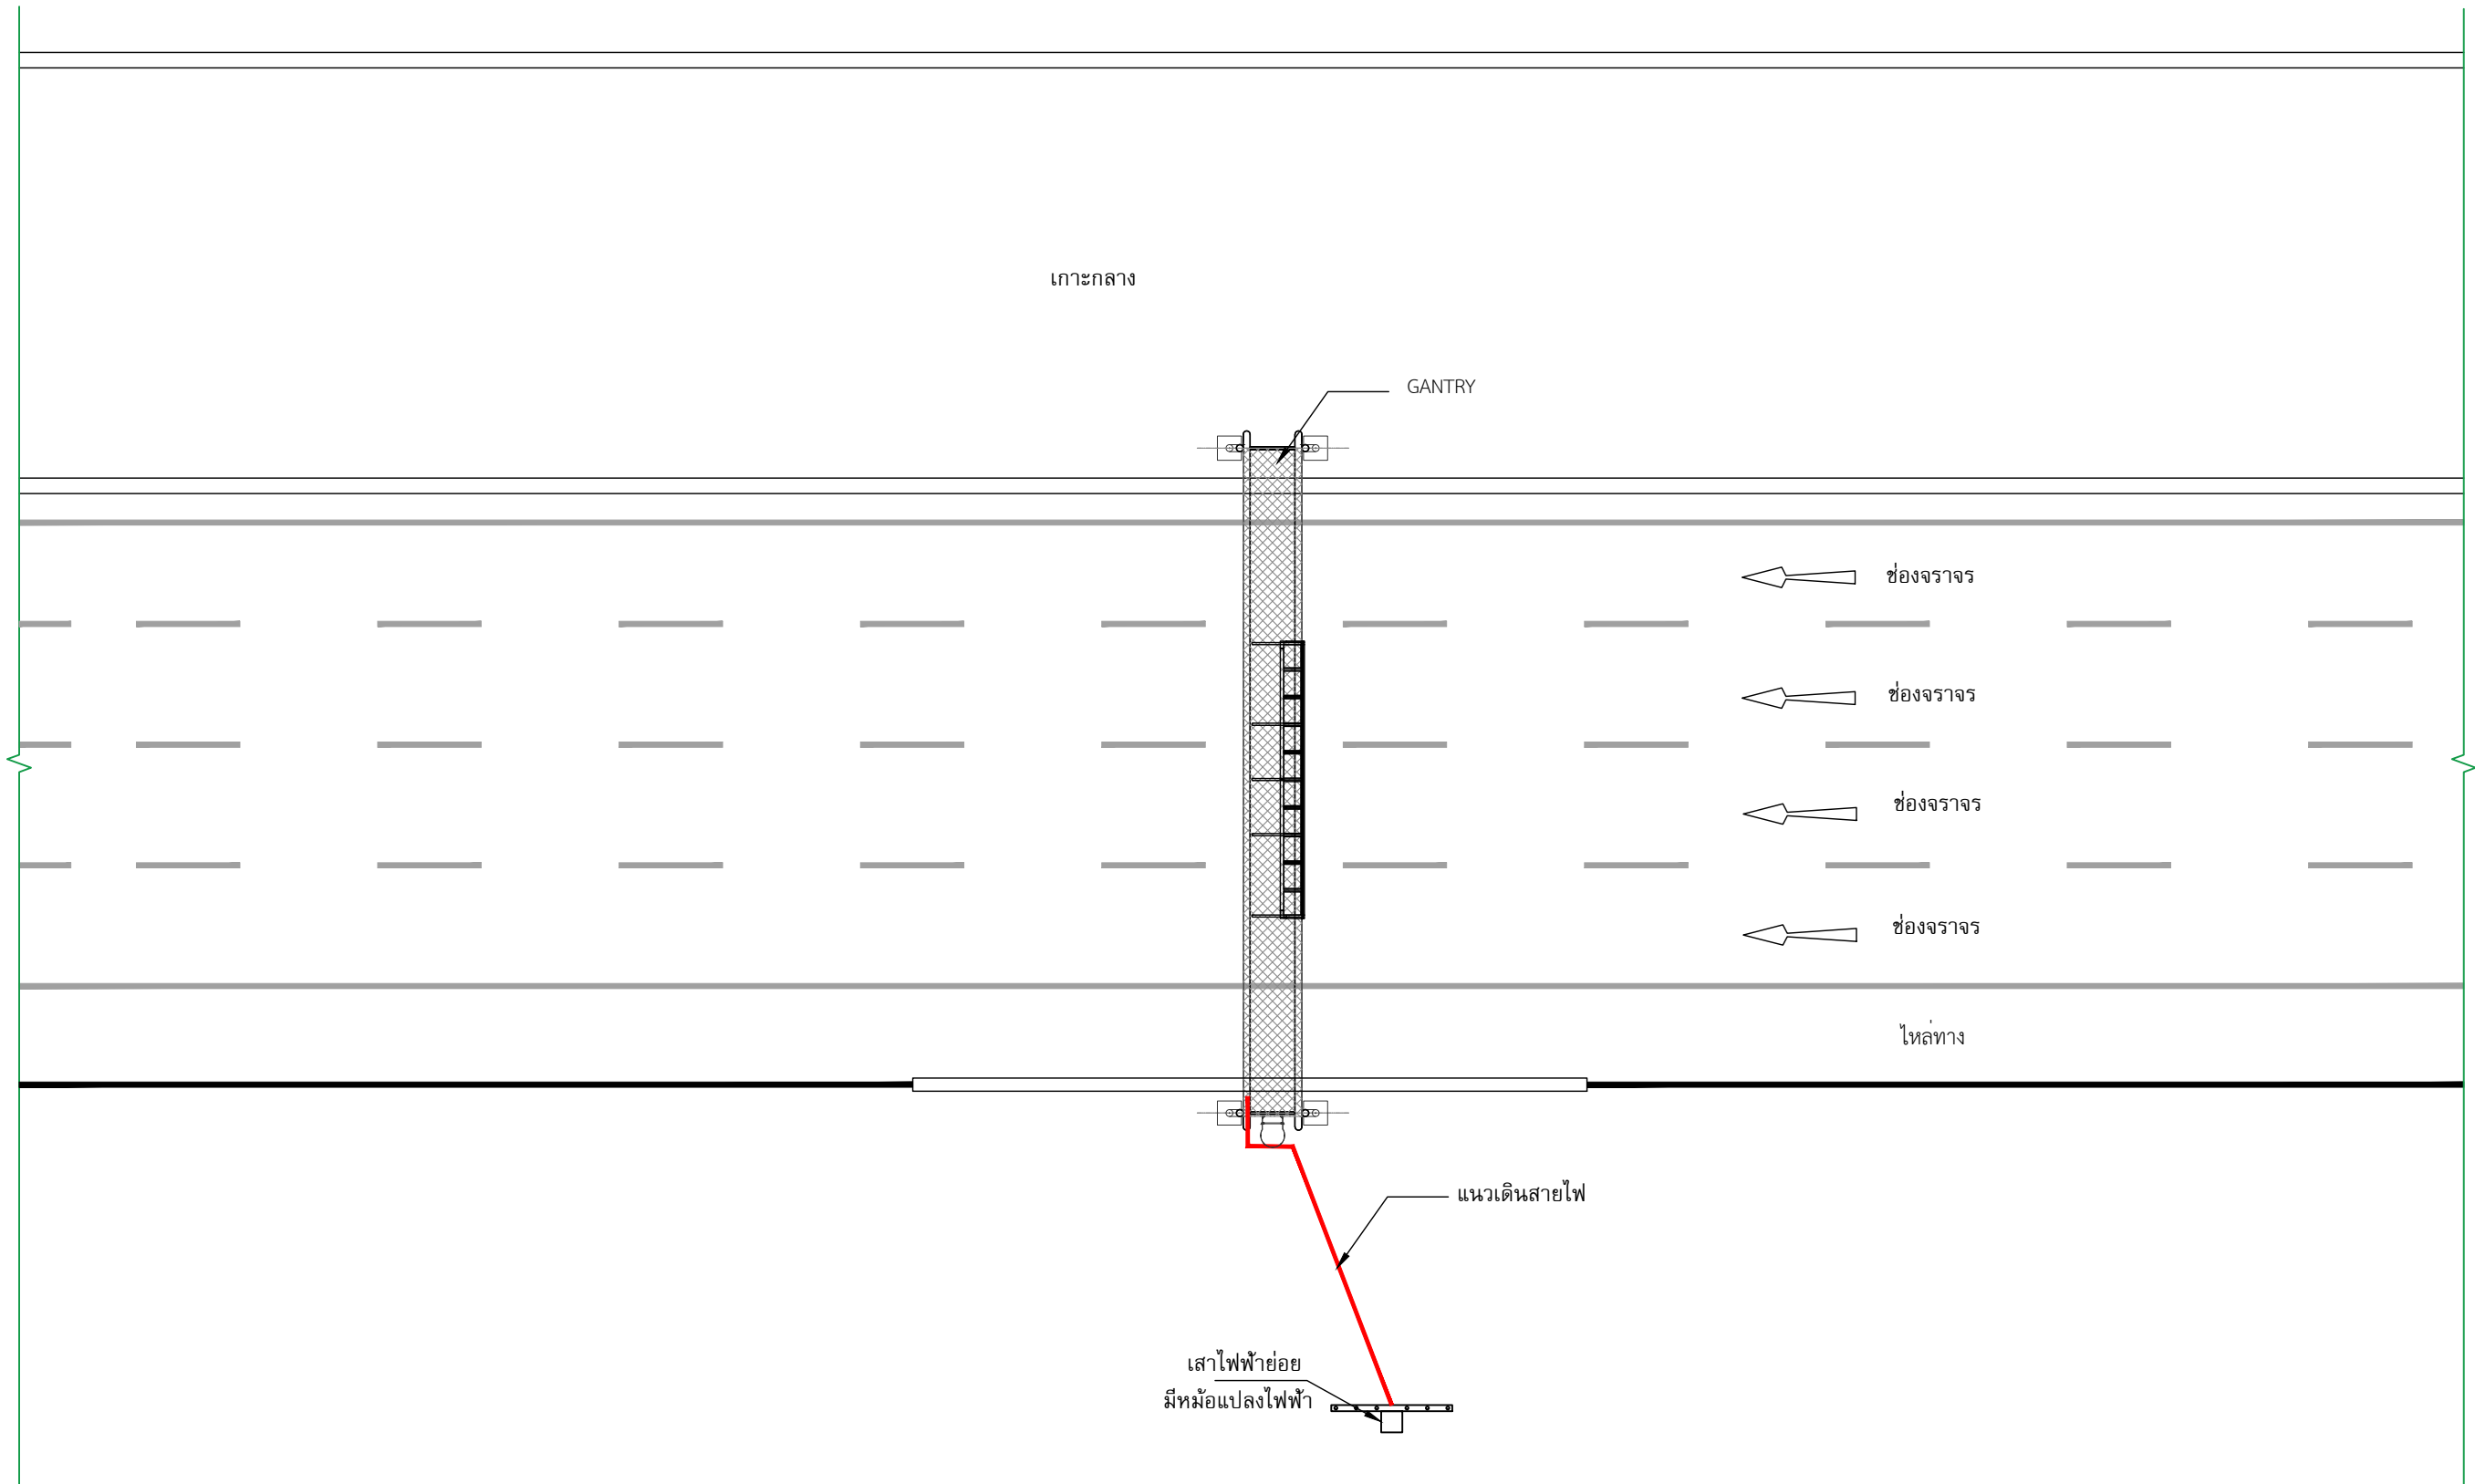 เกาะกลาง
GANTRY
ช่องจราจร
ช่องจราจร
ช่องจราจร
ช่องจราจร
ไหล่ทาง
แนวเดินสายไฟ
เสาไฟฟ้าย่อย
มีหม้อแปลงไฟฟ้า